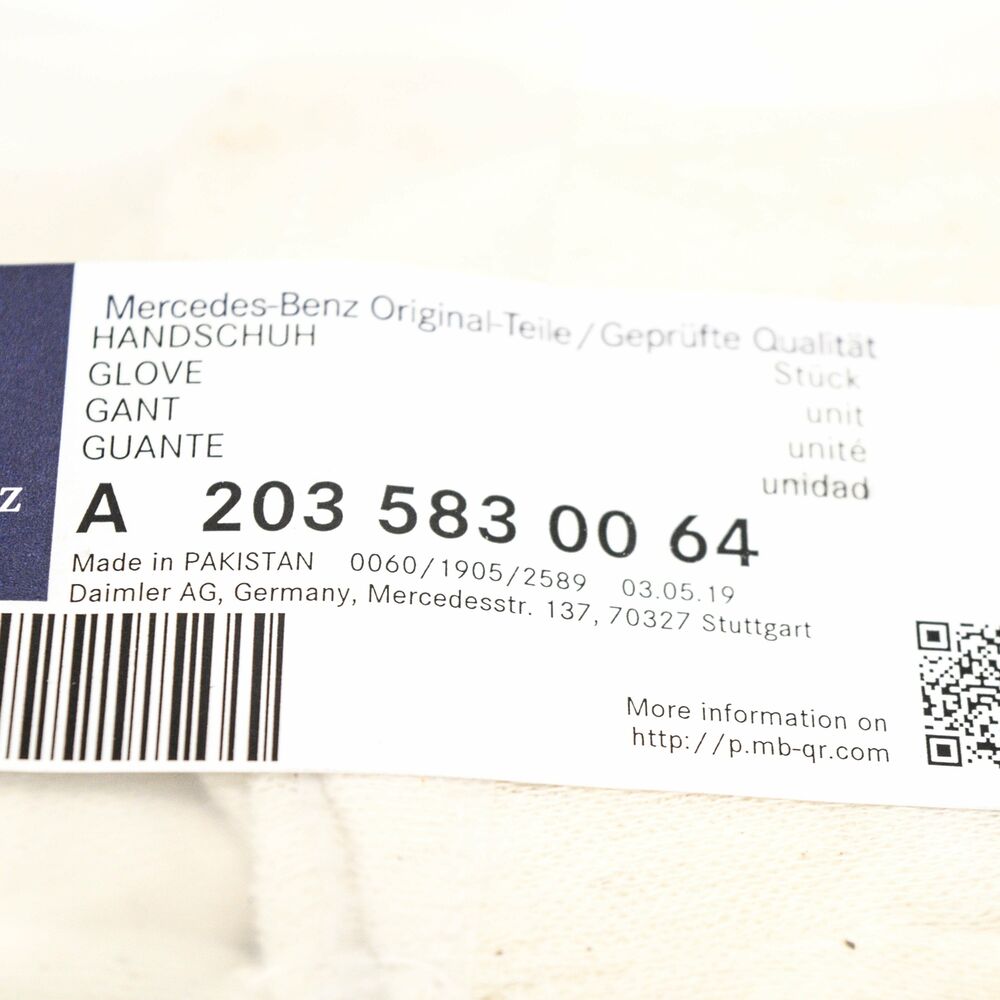 Mercedes-Benz Original-Teile / Geprüfte Qualität
HANDSCHUH Stück
GLOVE unit
GANT unité
GUANTE unidad
z
A 203 583 00 64
Made in PAKISTAN 0060/1905/2589 03.05.19
Daimler AG, Germany, Mercedesstr. 137, 70327 Stuttgart
More information on
http://p.mb-qr.com